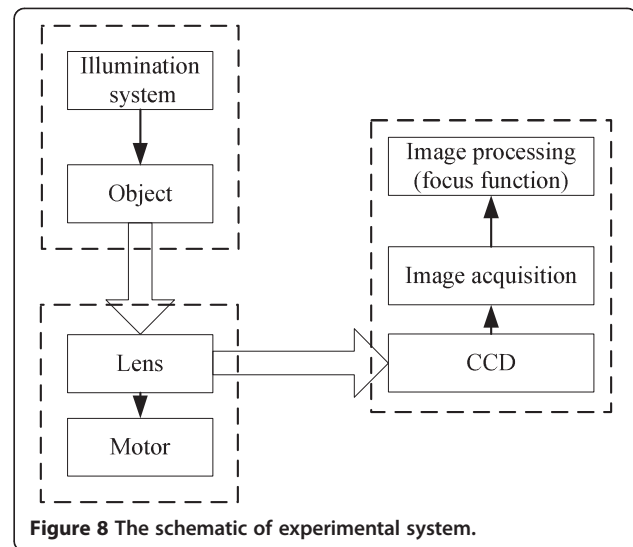 Illumination
system
Object
Lens
Motor
Image processing
(focus function)
Image acquisition
CCD
Figure 8 The schematic of experimental system.